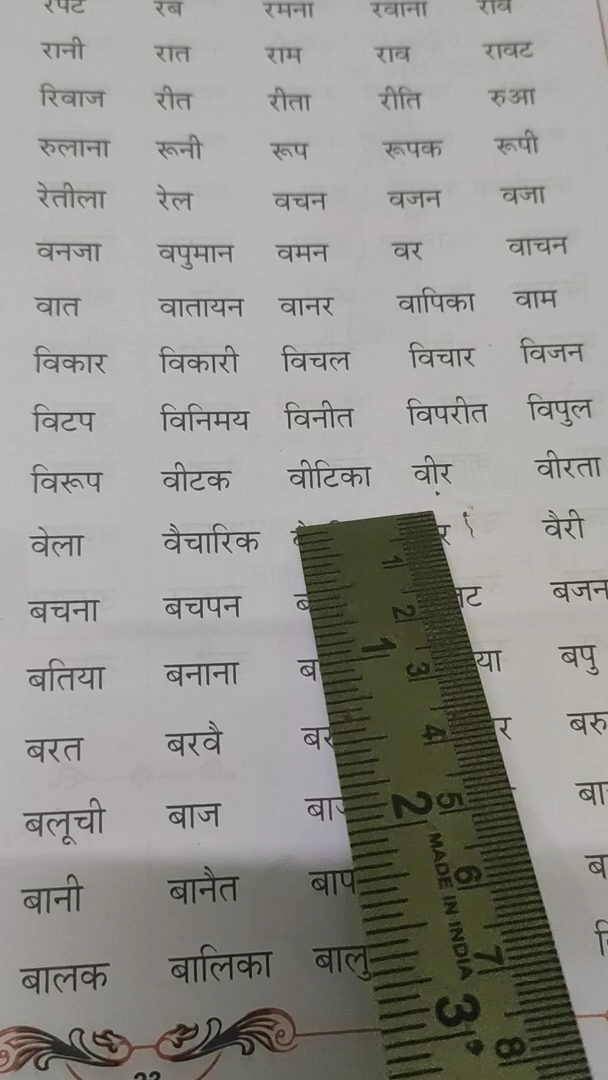 रपट रब रमना रवाना राव
रानी रात राम राव रावट
रिवाज रीत रीता रीति रुआ
रुलाना रूनी रूप रूपक रूपी
रेतीला रेल वचन वजन वजा
वनजा वपुमान वमन वर वाचन
वात वातायन वानर वापिका वाम
विकार विकारी विचल विचार विजन
विटप विनिमय विनीत विपरीत विपुल
विरूप वीटक वीटिका वीर वीरता
वेला वैचारिक वैरी
बचना बचपन बजन
बतिया बनाना बपु
बरत बरवै
बलूची बाज
बानी बानैत
बालक बालिका
1 2 3 4 5 6 7 8
1 2 3
MADE IN INDIA